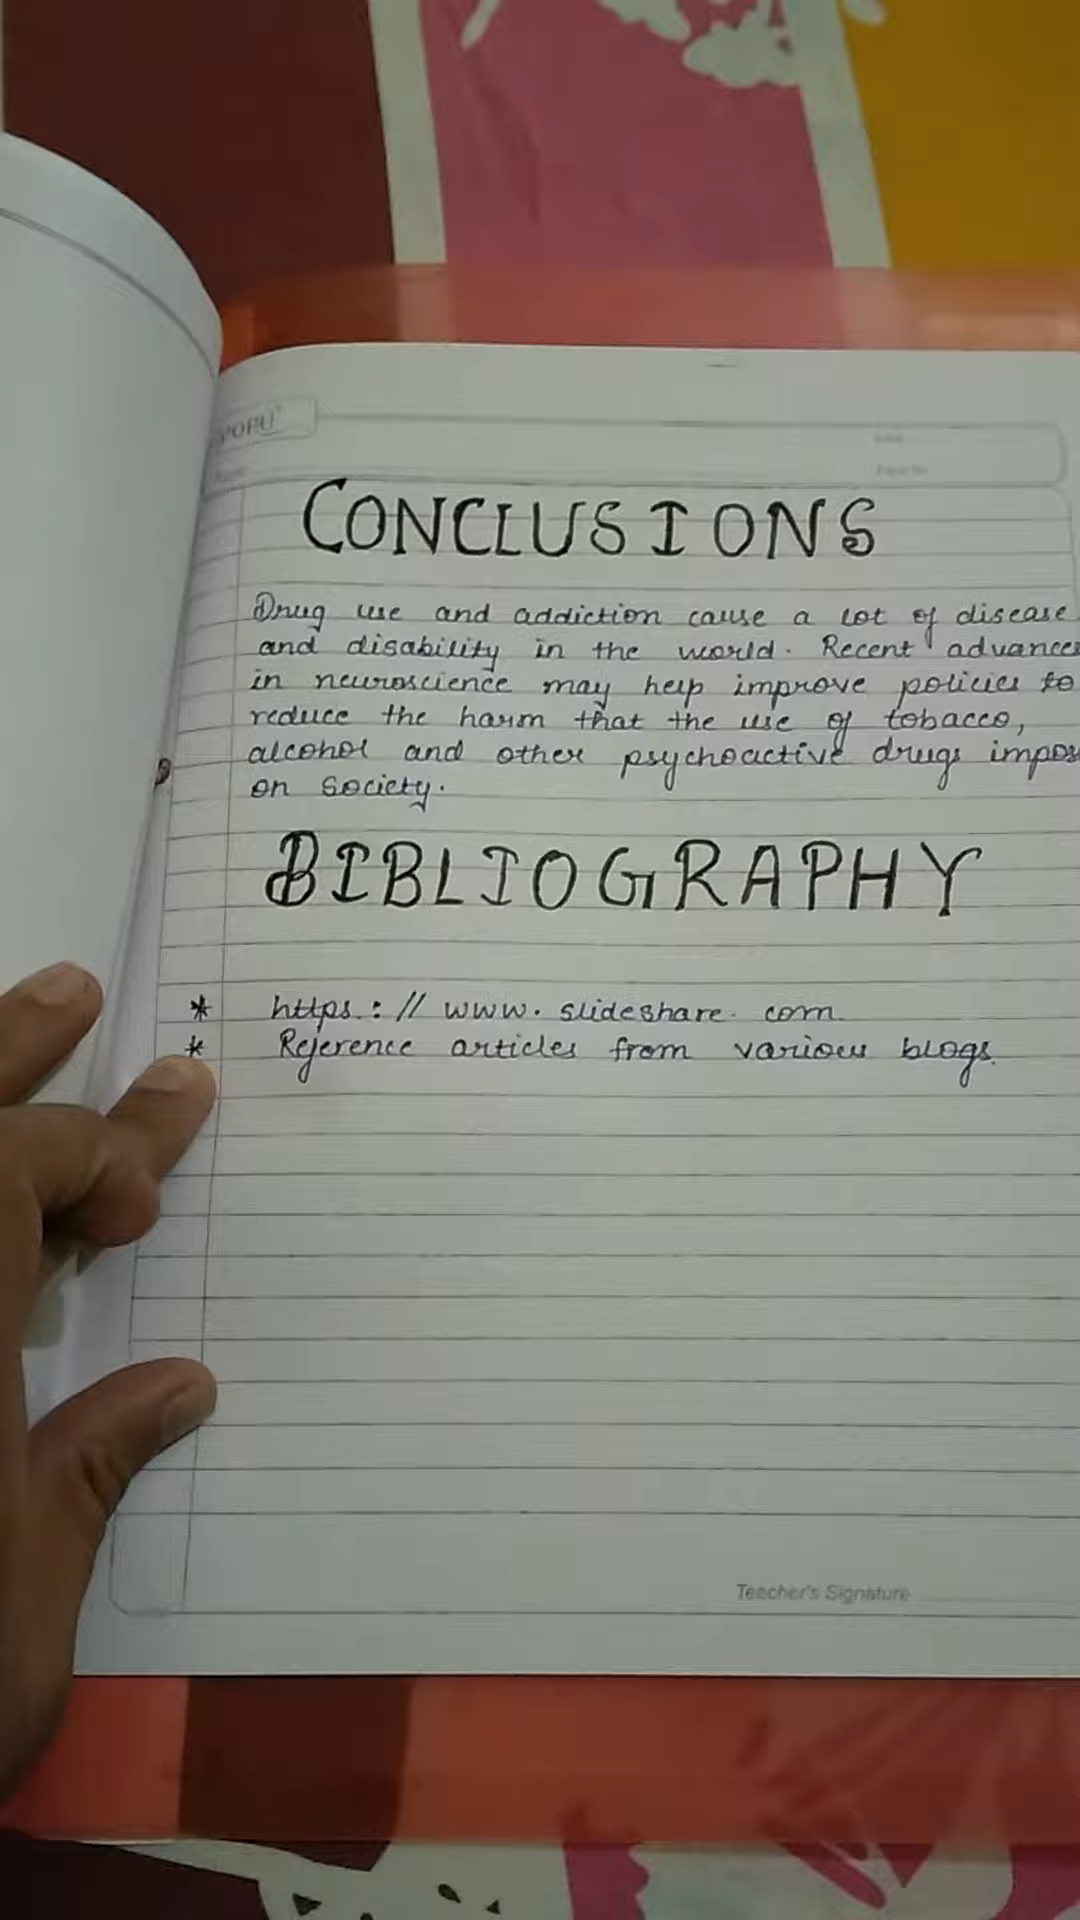 CONCLUSIONS
Drug use and addiction cause a lot of disease
and disability in the world. Recent advances
in neuroscience may help improve policies to
reduce the harm that the use of tobacco,
alcohol and other psychoactive drugs impos
on society.
BIBLIOGRAPHY
* https.://www.slideshare.com.
* Reference articles from various blogs.
Teacher's Signature